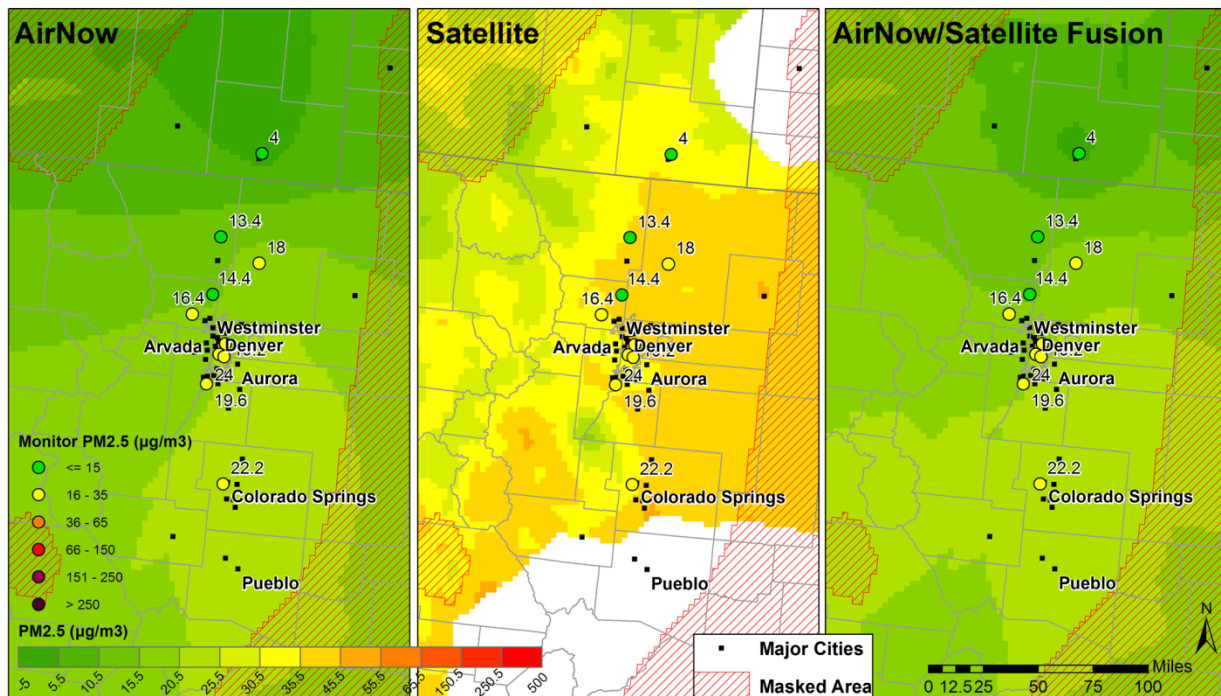 AirNow
4
13.4
18
14.4
16.4
Westminster
Arvada
Denver
24
Aurora
19.6
22.2
Colorado Springs
Pueblo
Monitor PM2.5 (µg/m3)
<= 15
16 - 35
36 - 65
66 - 150
151 - 250
> 250
PM2.5 (µg/m3)
-5 5.5 10.5 15.5 20.5 25.5 30.5 35.5 45.5 55.5 65.5 150.5 250.5 500
Satellite
4
13.4
18
14.4
16.4
Westminster
Arvada
Denver
24
Aurora
19.6
22.2
Colorado Springs
Pueblo
Major Cities
Masked Area
AirNow/Satellite Fusion
4
13.4
18
14.4
16.4
Westminster
Arvada
Denver
24
Aurora
19.6
22.2
Colorado Springs
Pueblo
N
Miles
0 12.525 50 75 100